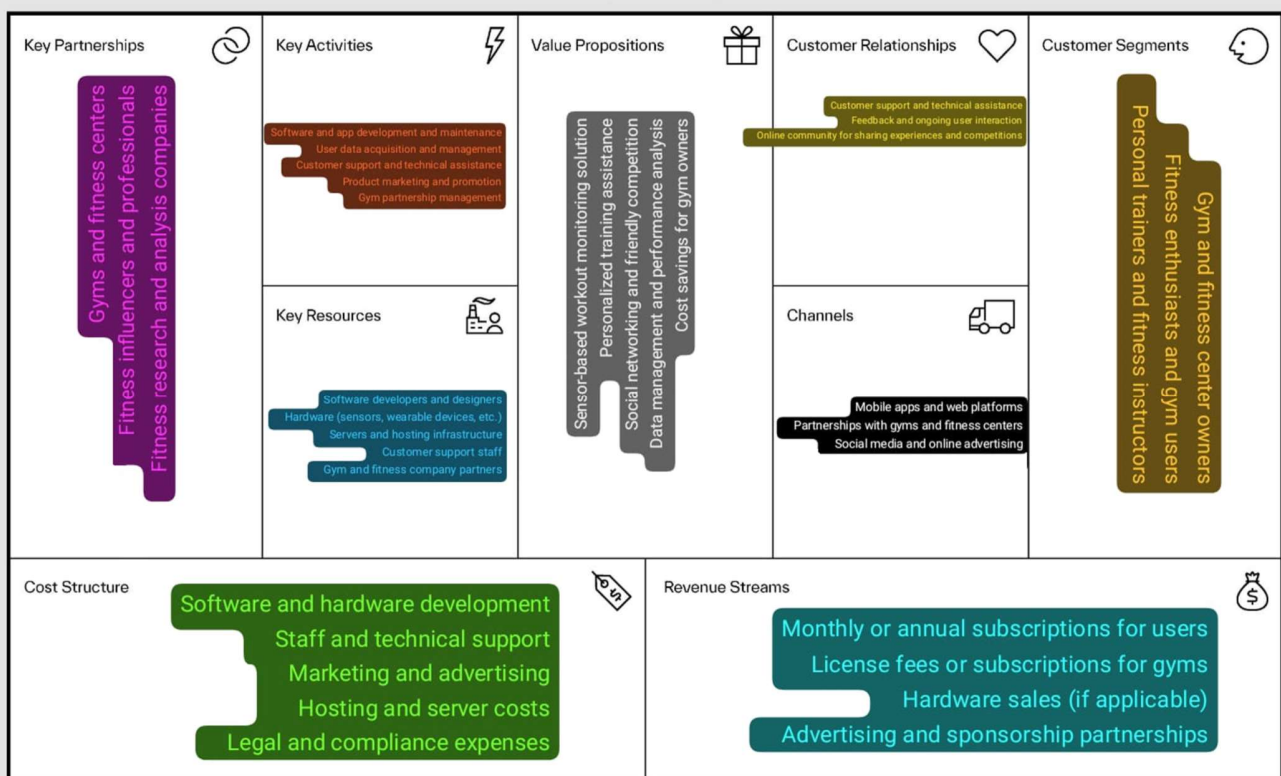 Key Partnerships
Gyms and fitness centers
Fitness influencers and professionals
Fitness research and analysis companies
Key Activities
Software and app development and maintenance
User data acquisition and management
Customer support and technical assistance
Product marketing and promotion
Gym partnership management
Key Resources
Software developers and designers
Hardware (sensors, wearable devices, etc.)
Servers and hosting infrastructure
Customer support staff
Gym and fitness company partners
Value Propositions
Sensor-based workout monitoring solution
Personalized training assistance
Social networking and friendly competition
Data management and performance analysis
Cost savings for gym owners
Customer Relationships
Customer support and technical assistance
Feedback and ongoing user interaction
Online community for sharing experiences and competitions
Channels
Mobile apps and web platforms
Partnerships with gyms and fitness centers
Social media and online advertising
Customer Segments
Gym and fitness center owners
Fitness enthusiasts and gym users
Personal trainers and fitness instructors
Cost Structure
Software and hardware development
Staff and technical support
Marketing and advertising
Hosting and server costs
Legal and compliance expenses
Revenue Streams
Monthly or annual subscriptions for users
License fees or subscriptions for gyms
Hardware sales (if applicable)
Advertising and sponsorship partnerships